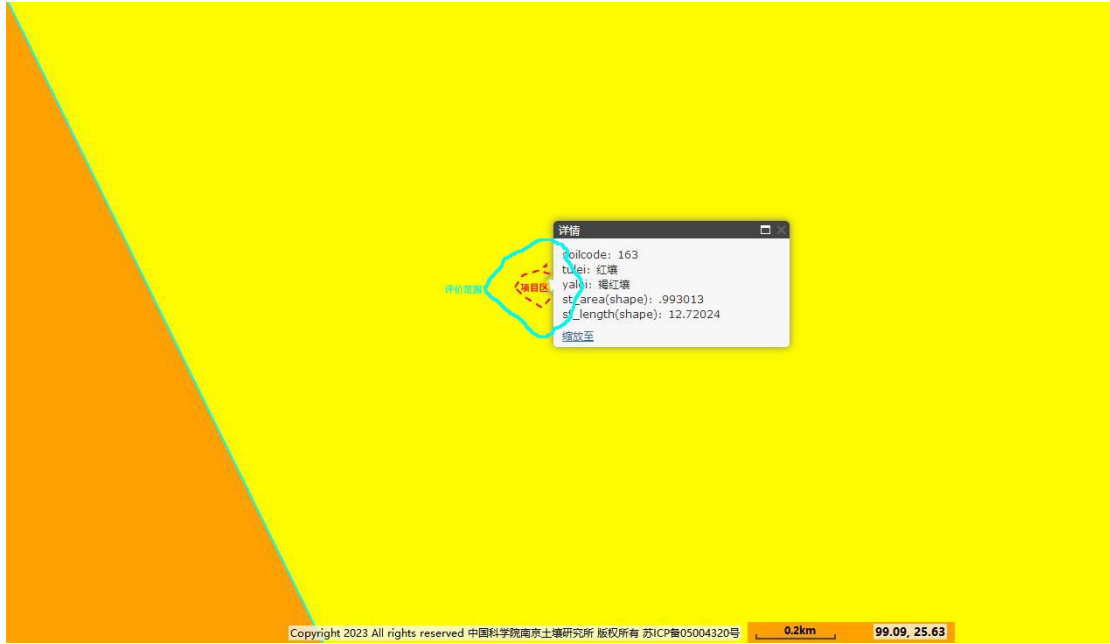 详情
soilcode: 163
tulei: 红壤
yalei: 褐红壤
st_area(shape): .993013
st_length(shape): 12.72024
缩放至
评价范围
项目区
Copyright 2023 All rights reserved 中国科学院南京土壤研究所 版权所有 苏ICP备05004320号
0.2km
99.09, 25.63